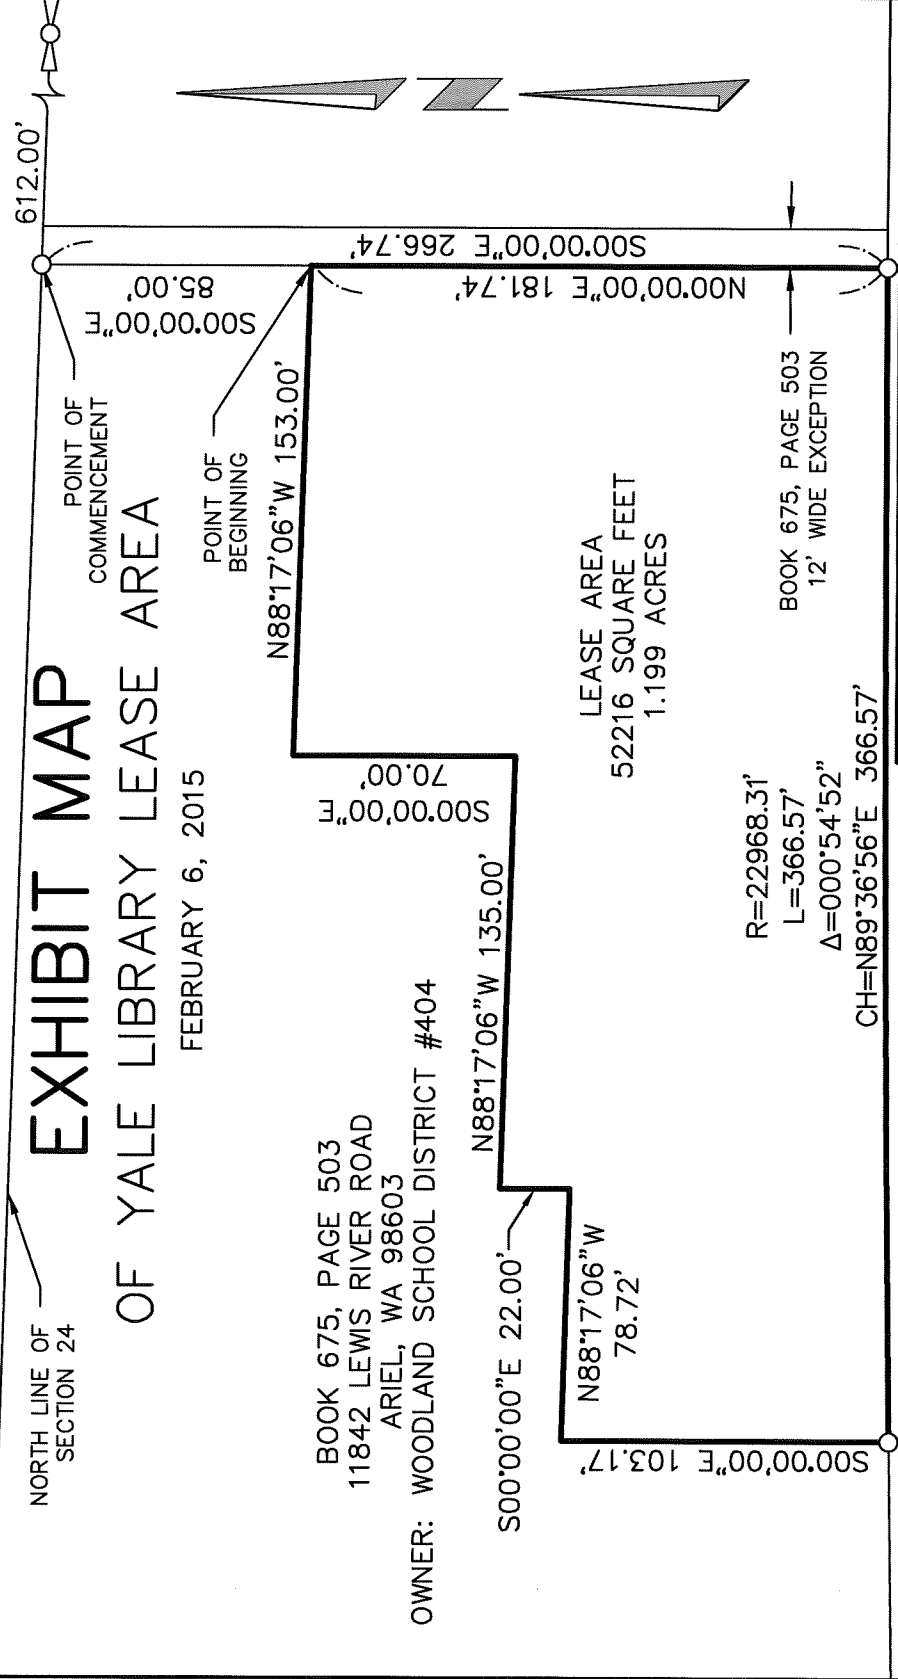 EXHIBIT MAP
OF YALE LIBRARY LEASE AREA
FEBRUARY 6, 2015
NORTH LINE OF
SECTION 24
612.00'
POINT OF
COMMENCEMENT
S00°00'00"E
85.00'
POINT OF
BEGINNING
S00°00'00"E 266.74'
N00°00'00"E 181.74'
N88°17'06"W 153.00'
S00°00'00"E
70.00'
N88°17'06"W 135.00'
S00°00'00"E 22.00'
N88°17'06"W
78.72'
S00°00'00"E 103.17'
BOOK 675, PAGE 503
11842 LEWIS RIVER ROAD
ARIEL, WA 98603
OWNER: WOODLAND SCHOOL DISTRICT #404
LEASE AREA
52216 SQUARE FEET
1.199 ACRES
BOOK 675, PAGE 503
12' WIDE EXCEPTION
R=22968.31'
L=366.57'
Δ=000°54'52"
CH=N89°36'56"E 366.57'
N